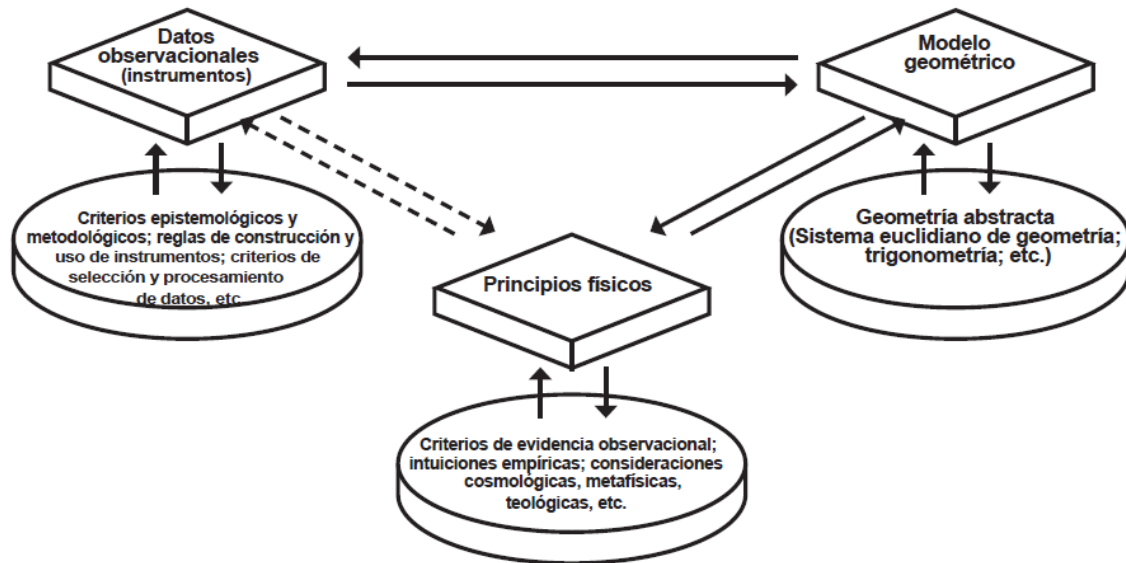 Datos
observacionales
(instrumentos)
Modelo
geométrico
Criterios epistemológicos y
metodológicos; reglas de construcción y
uso de instrumentos; criterios de
selección y procesamiento
de datos, etc
Geometría abstracta
(Sistema euclidiano de geometría;
trigonometría; etc.)
Principios físicos
Criterios de evidencia observacional;
intuiciones empíricas; consideraciones
cosmológicas, metafísicas,
teológicas, etc.